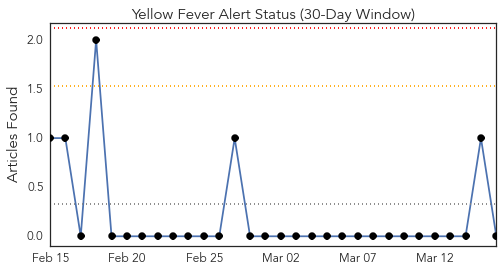 Yellow Fever Alert Status (30-Day Window)
Articles Found
2.0
1.5
1.0
0.5
0.0
Feb 15 Feb 20 Feb 25 Mar 02 Mar 07 Mar 12